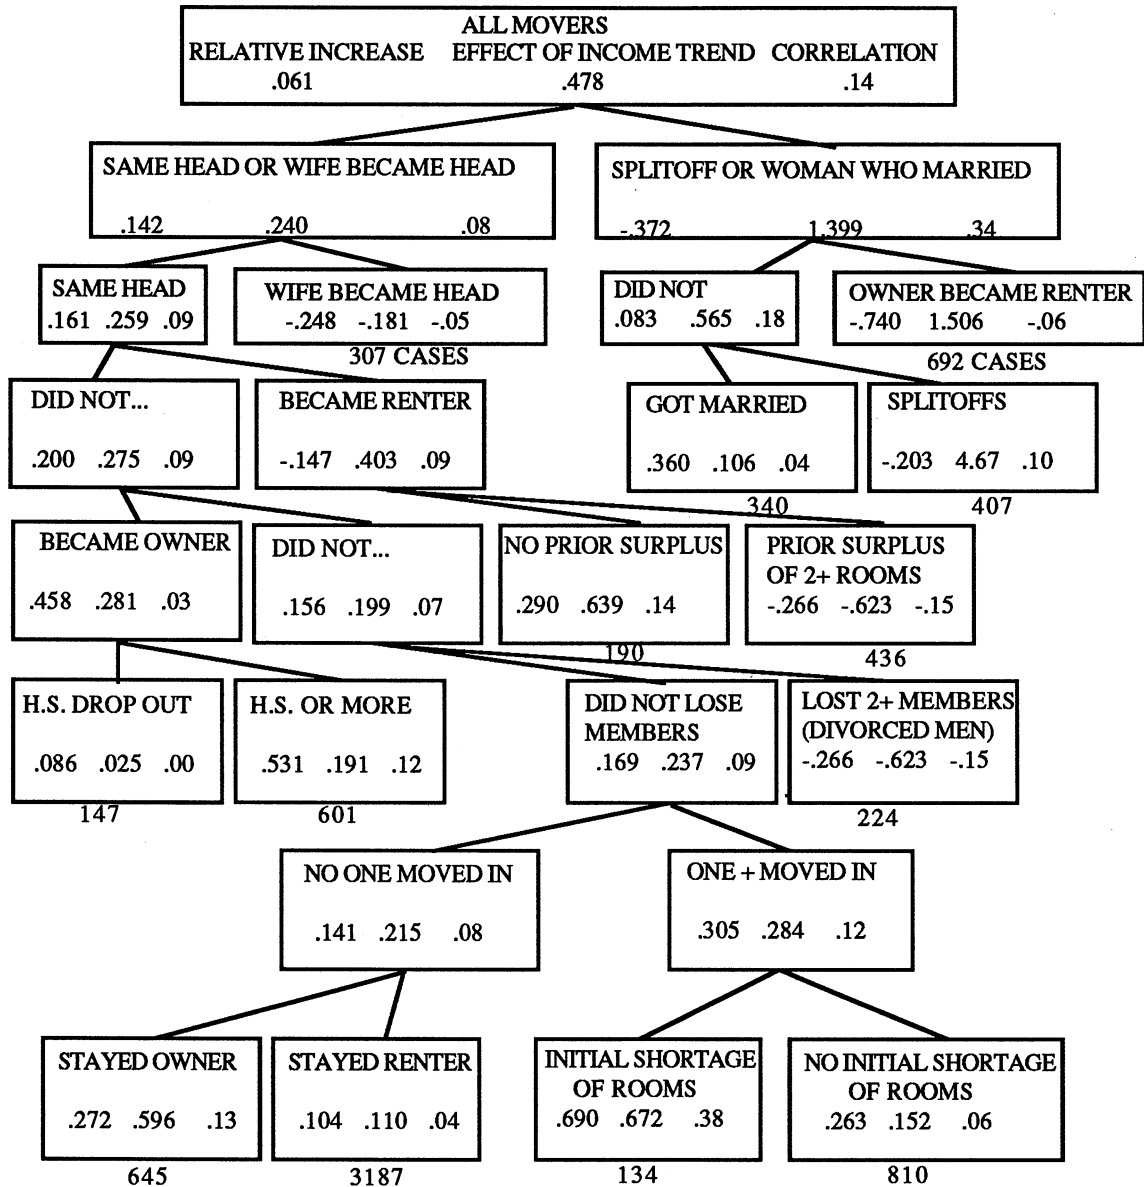 ALL MOVERS
RELATIVE INCREASE EFFECT OF INCOME TREND CORRELATION
.061 .478 .14
SAME HEAD OR WIFE BECAME HEAD
.142 .240 .08
SPLITOFF OR WOMAN WHO MARRIED
-.372 1.399 .34
SAME HEAD
.161 .259 .09
WIFE BECAME HEAD
-.248 -.181 -.05
307 CASES
DID NOT
.083 .565 .18
OWNER BECAME RENTER
-.740 1.506 -.06
692 CASES
DID NOT...
.200 .275 .09
BECAME RENTER
-.147 .403 .09
GOT MARRIED
.360 .106 .04
340
SPLITOFFS
-.203 4.67 .10
407
BECAME OWNER
.458 .281 .03
DID NOT...
.156 .199 .07
NO PRIOR SURPLUS
.290 .639 .14
190
PRIOR SURPLUS
OF 2+ ROOMS
-.266 -.623 -.15
436
H.S. DROP OUT
.086 .025 .00
147
H.S. OR MORE
.531 .191 .12
601
DID NOT LOSE
MEMBERS
.169 .237 .09
LOST 2+ MEMBERS
(DIVORCED MEN)
-.266 -.623 -.15
224
NO ONE MOVED IN
.141 .215 .08
ONE + MOVED IN
.305 .284 .12
STAYED OWNER
.272 .596 .13
645
STAYED RENTER
.104 .110 .04
3187
INITIAL SHORTAGE
OF ROOMS
.690 .672 .38
134
NO INITIAL SHORTAGE
OF ROOMS
.263 .152 .06
810